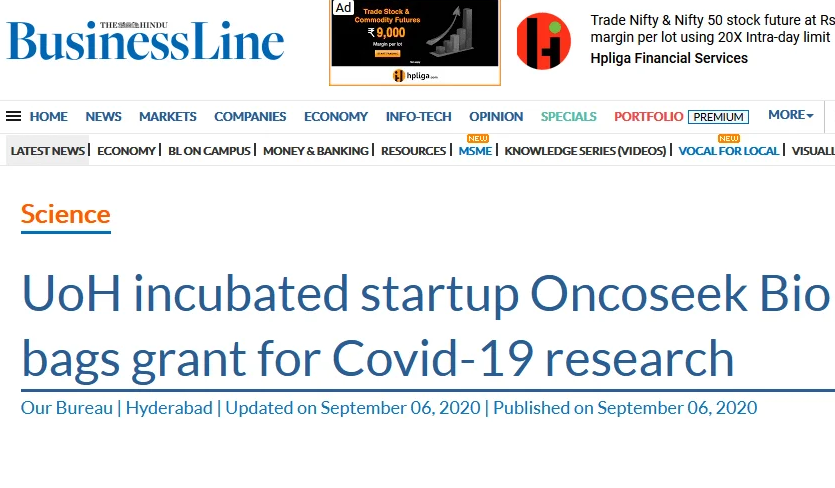 THE HINDU
BusinessLine
Ad
Trade Stock &
Commodity Futures
₹ 9,000
Margin per lot
START TRADING
hpliga.com
Trade Nifty & Nifty 50 stock future at Rs
margin per lot using 20X Intra-day limit
Hpliga Financial Services
HOME NEWS MARKETS COMPANIES ECONOMY INFO-TECH OPINION SPECIALS PORTFOLIO PREMIUM MORE
NEW NEW
LATEST NEWS | ECONOMY | BL ON CAMPUS | MONEY & BANKING | RESOURCES | MSME | KNOWLEDGE SERIES (VIDEOS) | VOCAL FOR LOCAL | VISUALL
Science
UoH incubated startup Oncoseek Bio
bags grant for Covid-19 research
Our Bureau | Hyderabad | Updated on September 06, 2020 | Published on September 06, 2020